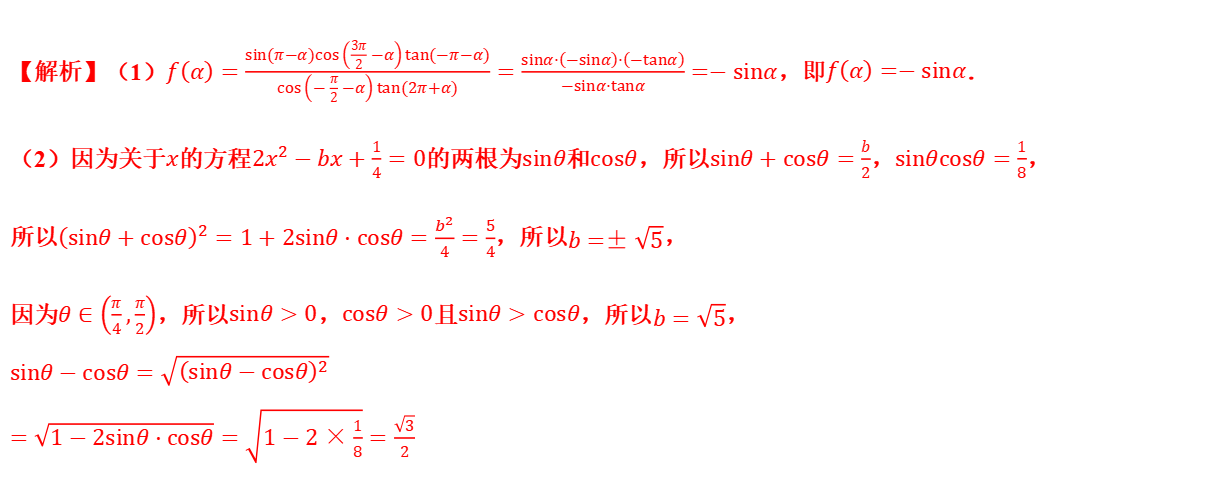 【解析】（1）f(α) = sin(π−α)cos(3π/2−α)tan(−π−α) / cos(−π/2−α)tan(2π+α) = sinα·(−sinα)·(−tanα) / −sinα·tanα =− sinα，即f(α) =− sinα．
（2）因为关于x的方程2x² − bx + 1/4 = 0的两根为sinθ和cosθ，所以sinθ + cosθ = b/2，sinθcosθ = 1/8，
所以(sinθ + cosθ)² = 1 + 2sinθ · cosθ = b²/4 = 5/4，所以b =± √5，
因为θ ∈ (π/4, π/2)，所以sinθ > 0，cosθ > 0且sinθ > cosθ，所以b = √5，
sinθ − cosθ = √(sinθ − cosθ)²
= √1 − 2sinθ · cosθ = √1 − 2 × 1/8 = √3/2